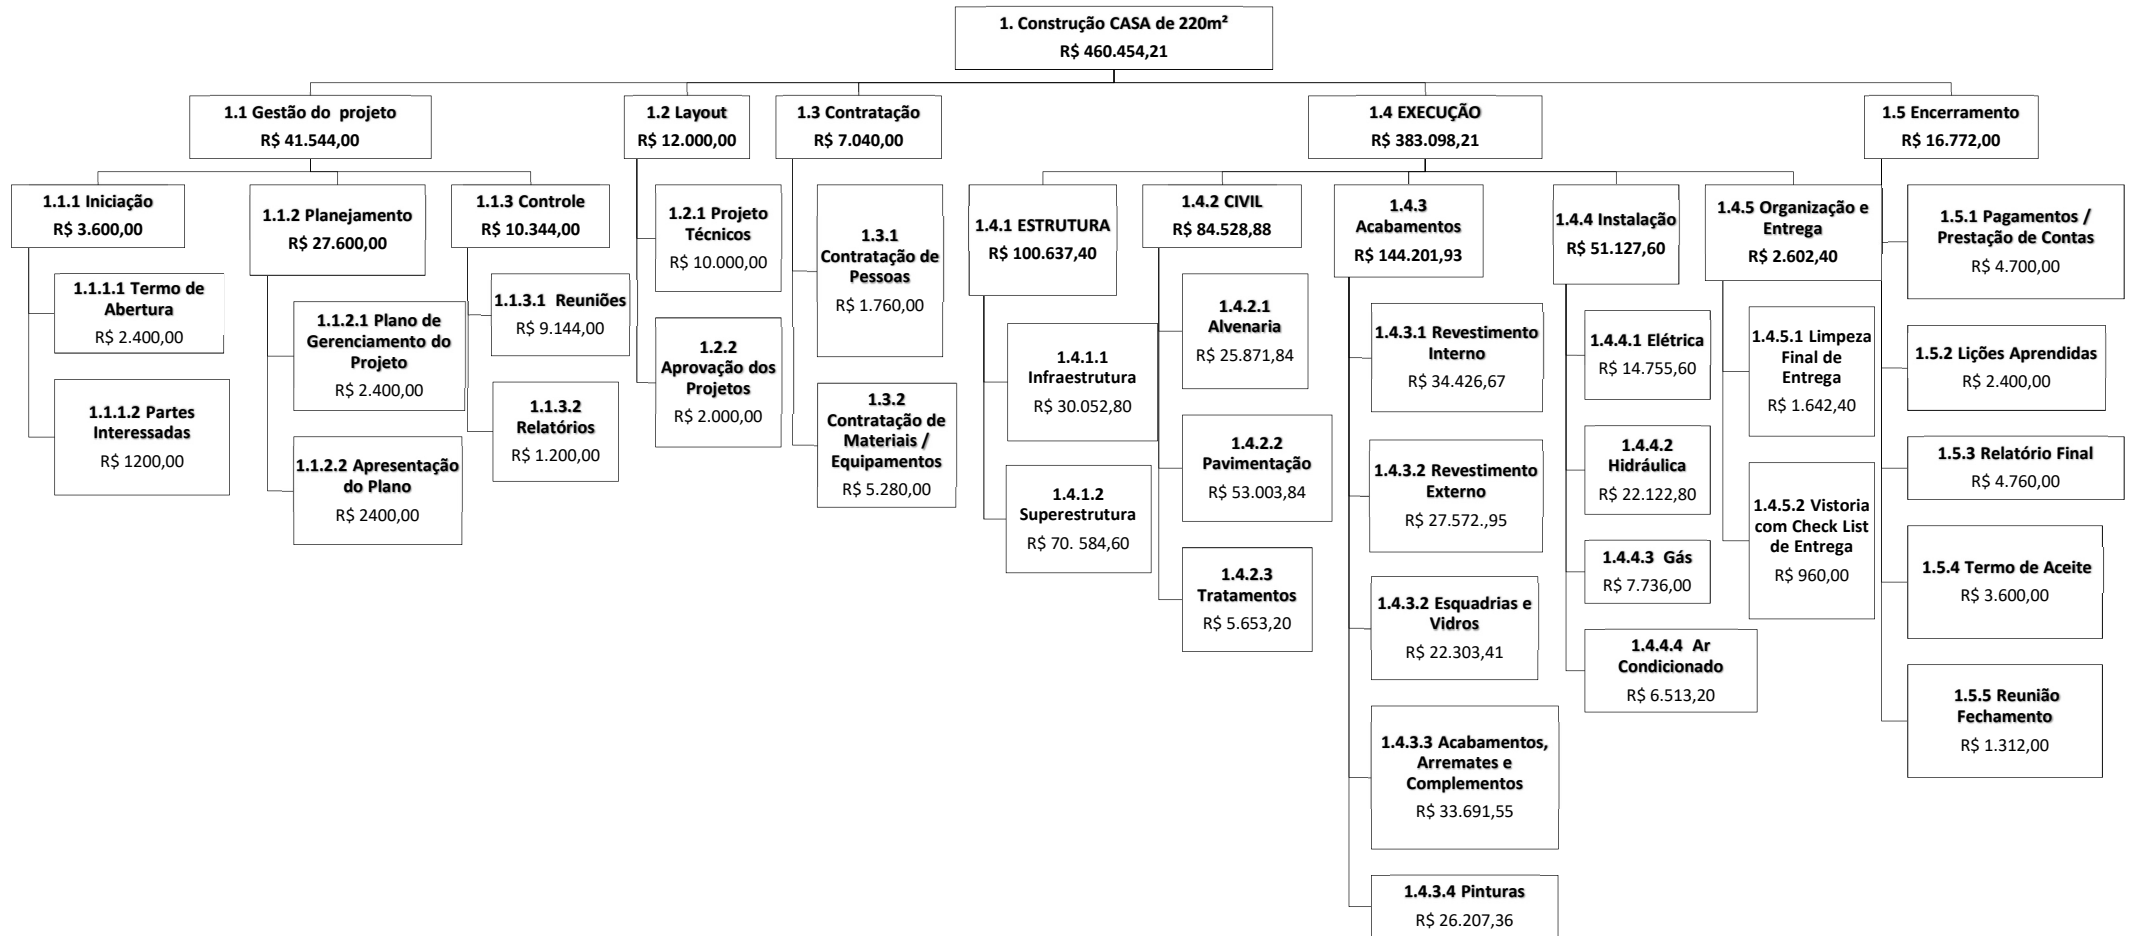 1. Construção CASA de 220m²
R$ 460.454,21
1.1 Gestão do projeto
R$ 41.544,00
1.2 Layout
R$ 12.000,00
1.3 Contratação
R$ 7.040,00
1.4 EXECUÇÃO
R$ 383.098,21
1.5 Encerramento
R$ 16.772,00
1.1.1 Iniciação
R$ 3.600,00
1.1.1.1 Termo de
Abertura
R$ 2.400,00
1.1.1.2 Partes
Interessadas
R$ 1200,00
1.1.2 Planejamento
R$ 27.600,00
1.1.2.1 Plano de
Gerenciamento do
Projeto
R$ 2.400,00
1.1.2.2 Apresentação
do Plano
R$ 2400,00
1.1.3 Controle
R$ 10.344,00
1.1.3.1 Reuniões
R$ 9.144,00
1.1.3.2
Relatórios
R$ 1.200,00
1.2.1 Projeto
Técnicos
R$ 10.000,00
1.2.2
Aprovação dos
Projetos
R$ 2.000,00
1.3.1
Contratação de
Pessoas
R$ 1.760,00
1.3.2
Contratação de
Materiais /
Equipamentos
R$ 5.280,00
1.4.1 ESTRUTURA
R$ 100.637,40
1.4.1.1
Infraestrutura
R$ 30.052,80
1.4.1.2
Superestrutura
R$ 70. 584,60
1.4.2 CIVIL
R$ 84.528,88
1.4.2.1
Alvenaria
R$ 25.871,84
1.4.2.2
Pavimentação
R$ 53.003,84
1.4.2.3
Tratamentos
R$ 5.653,20
1.4.3
Acabamentos
R$ 144.201,93
1.4.3.1 Revestimento
Interno
R$ 34.426,67
1.4.3.2 Revestimento
Externo
R$ 27.572.,95
1.4.3.2 Esquadrias e
Vidros
R$ 22.303,41
1.4.3.3 Acabamentos,
Arremates e
Complementos
R$ 33.691,55
1.4.3.4 Pinturas
R$ 26.207,36
1.4.4 Instalação
R$ 51.127,60
1.4.4.1 Elétrica
R$ 14.755,60
1.4.4.2
Hidráulica
R$ 22.122,80
1.4.4.3 Gás
R$ 7.736,00
1.4.4.4 Ar
Condicionado
R$ 6.513,20
1.4.5 Organização e
Entrega
R$ 2.602,40
1.4.5.1 Limpeza
Final de
Entrega
R$ 1.642,40
1.4.5.2 Vistoria
com Check List
de Entrega
R$ 960,00
1.5.1 Pagamentos /
Prestação de Contas
R$ 4.700,00
1.5.2 Lições Aprendidas
R$ 2.400,00
1.5.3 Relatório Final
R$ 4.760,00
1.5.4 Termo de Aceite
R$ 3.600,00
1.5.5 Reunião
Fechamento
R$ 1.312,00